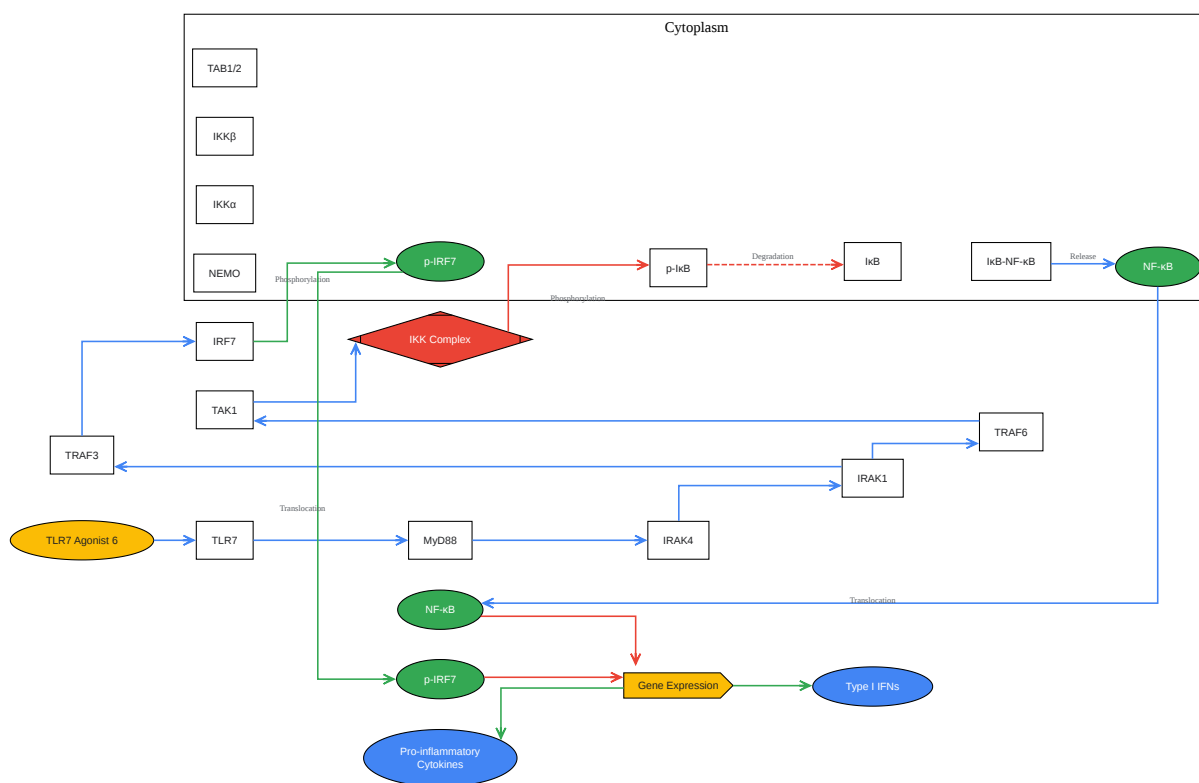 Cytoplasm
TAB1/2
IKKβ
IKKα
NEMO
p-IRF7
p-IκB
Degradation
IκB
IκB-NF-κB
Release
NF-κB
Phosphorylation
Phosphorylation
IRF7
IKK Complex
TAK1
TRAF6
TRAF3
IRAK1
Translocation
TLR7 Agonist 6
TLR7
MyD88
IRAK4
NF-κB
Translocation
p-IRF7
Gene Expression
Type I IFNs
Pro-inflammatory
Cytokines